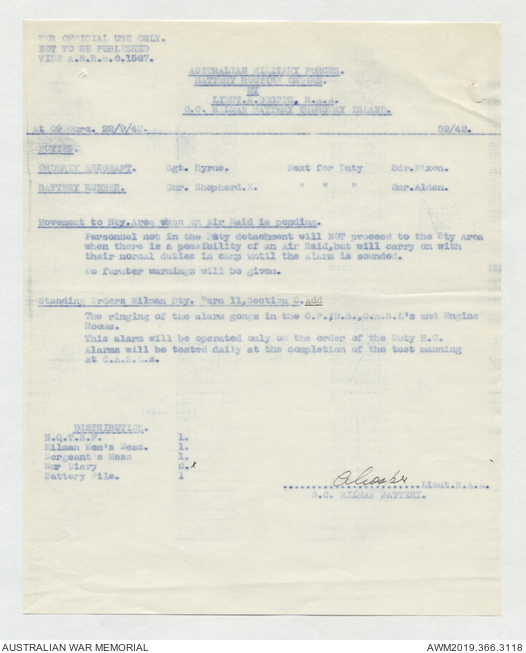 FOR OFFICIAL USE ONLY.
NOT TO BE PUBLISHED
VIDE A.M.R.& O.1587.
AUSTRALIAN MILITARY FORCES.
BATTERY ROUTINE ORDERS.
BY
LIEUT.A. R.A.A.
O.C. MILMAN BATTERY THURSDAY ISLAND.
At 0900hrs. 22/9/42. 59/42.
DUTIES.
ORDERLY SERGEANT. Sgt. Byrne. Next for Duty Bdr.Dixon.
BATTERY RUNNER. Gnr. Shepherd.K. " " " Gnr.Alden.
Movement to Bty.Area when an Air Raid is pending.
Personnel not in the Duty detachment will NOT proceed to the Bty Area
when there is a possibility of an Air Raid,but will carry on with
their normal duties in camp until the Alarm is sounded.
No further warnings will be given.
Standing Orders Milman Bty. Para 11,Section C. Add
The ringing of the alarm gongs in the C.P.,D.S.,C.A.S.L's and Engine
Rooms.
This alarm will be operated only on the order of the Duty B.C.
Alarms will be tested daily at the completion of the test manning
at C.A.S.L.s.
DISTRIBUTION.
H.Q.T.S.F. 1.
Milman Men's Mess. 1.
Sergeant's Mess 1.
War Diary 2.
Battery File. 1
Lieut.R.A.A.
O.C. MILMAN BATTERY.
AUSTRALIAN WAR MEMORIAL AWM2019.366.3118